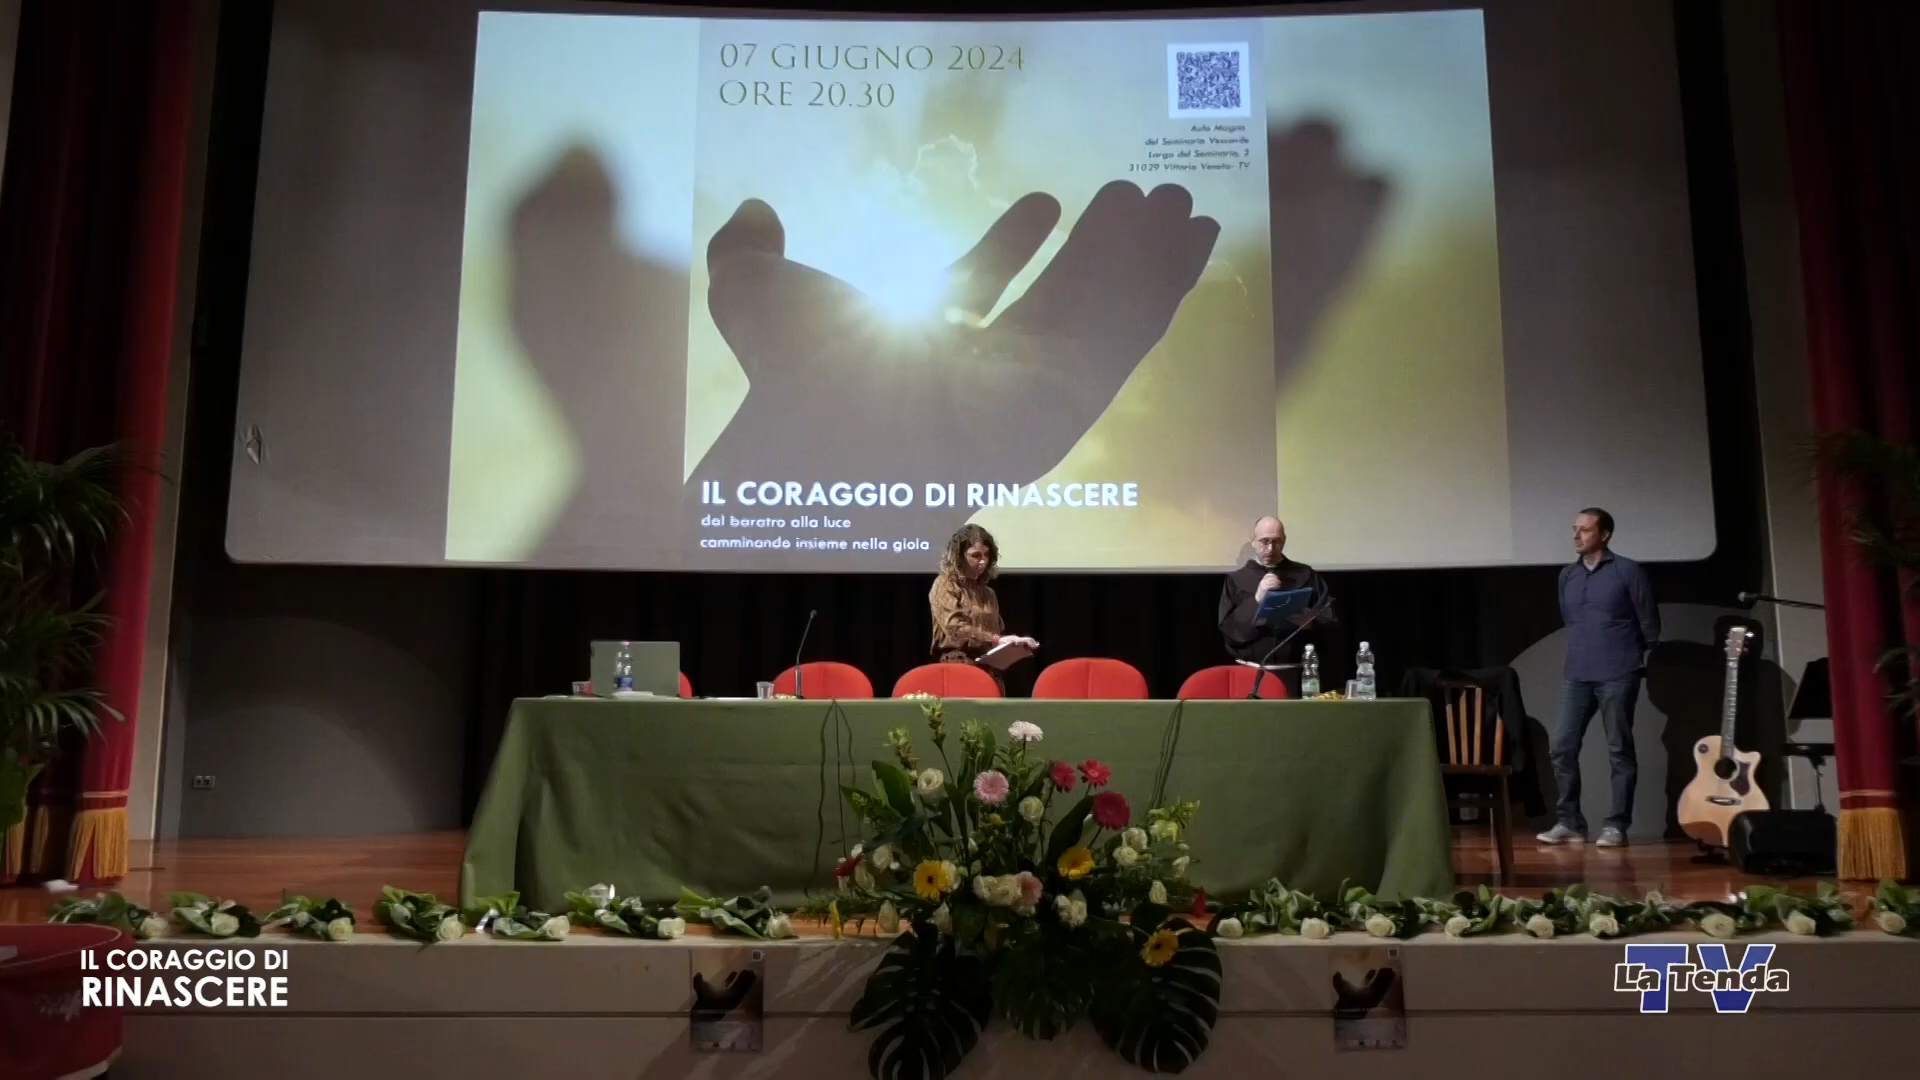 07 GIUGNO 2024
ORE 20.30
Aula Magna
del Seminario Vescovile
Largo del Seminario, 2
31029 Vittorio Veneto- TV
IL CORAGGIO DI RINASCERE
dal baratro alla luce
camminando insieme nella gioia
IL CORAGGIO DI
RINASCERE
La Tenda
TV